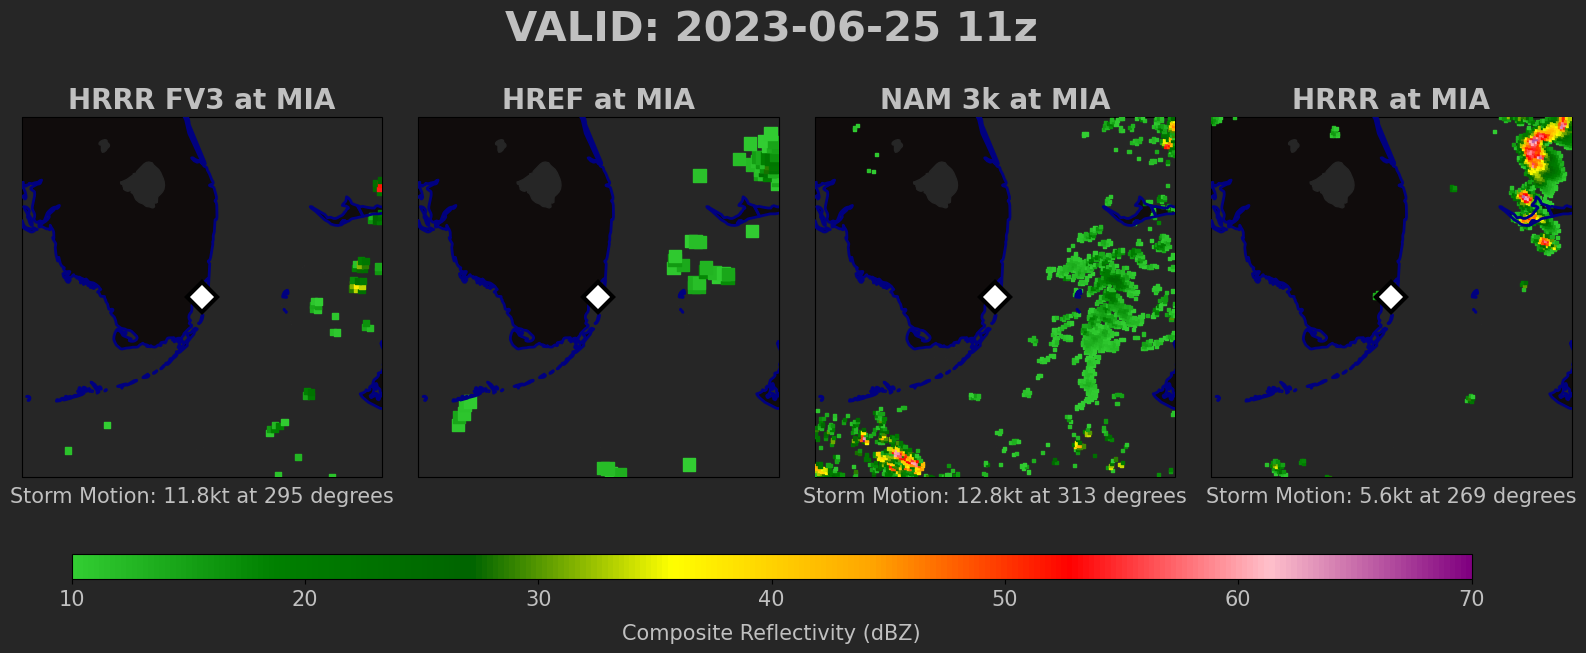 VALID: 2023-06-25 11z
HRRR FV3 at MIA
HREF at MIA
NAM 3k at MIA
HRRR at MIA
Storm Motion: 11.8kt at 295 degrees
Storm Motion: 12.8kt at 313 degrees
Storm Motion: 5.6kt at 269 degrees
10 20 30 40 50 60 70
Composite Reflectivity (dBZ)